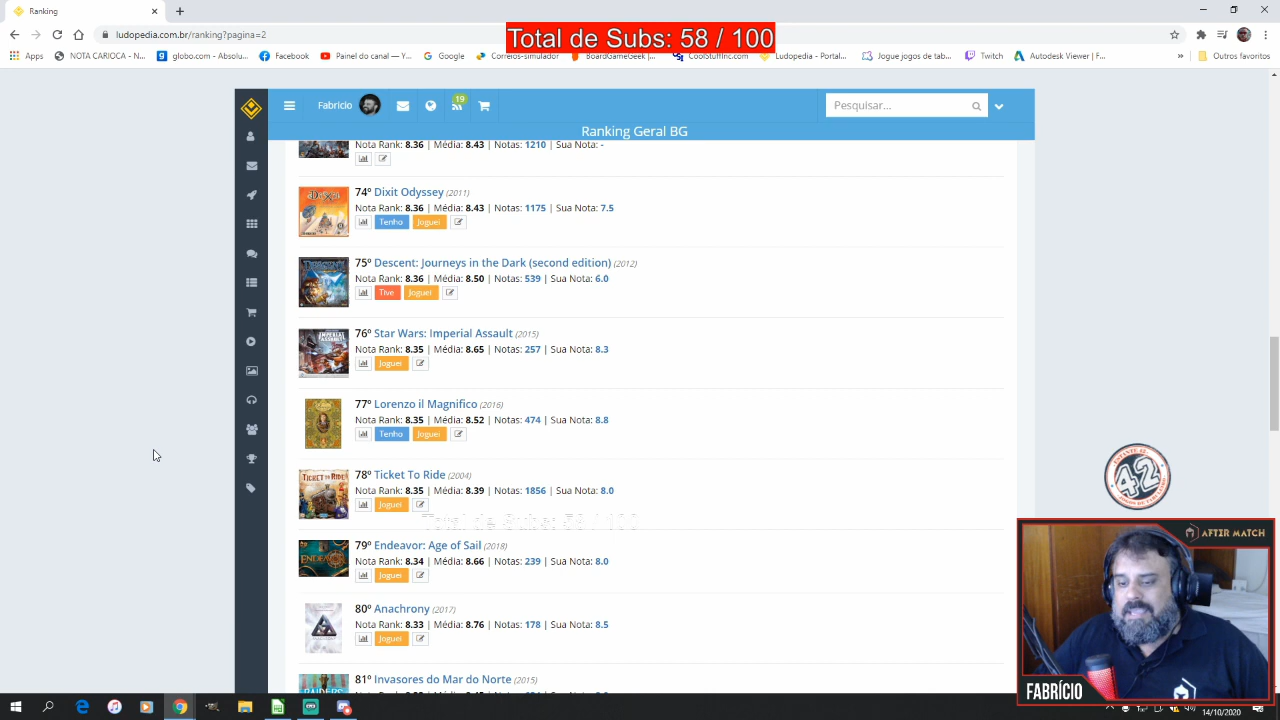 Ranking
ludopedia.com.br/ranking?pagina=2
Total de Subs: 58 / 100
Apps
NOTA CARIOCA - N...
globo.com - Absolu...
Facebook
Painel do canal —...
Google
Correios-simulador...
BoardGameGeek |...
CoolStuffInc.com
Ludopedia - Portal...
Jogue jogos de tab...
Twitch
Autodesk Viewer | F...
»
Outros favoritos
Fabricio
19
Pesquisar...
Ranking Geral BG
Nota Rank: 8.36 | Média: 8.43 | Notas: 1210 | Sua Nota: -
74º Dixit Odyssey (2011)
Nota Rank: 8.36 | Média: 8.43 | Notas: 1175 | Sua Nota: 7.5
Tenho Joguei
75º Descent: Journeys in the Dark (second edition) (2012)
Nota Rank: 8.36 | Média: 8.50 | Notas: 539 | Sua Nota: 6.0
Tive Joguei
76º Star Wars: Imperial Assault (2015)
Nota Rank: 8.35 | Média: 8.65 | Notas: 257 | Sua Nota: 8.3
Joguei
77º Lorenzo il Magnifico (2016)
Nota Rank: 8.35 | Média: 8.52 | Notas: 474 | Sua Nota: 8.8
Tenho Joguei
78º Ticket To Ride (2004)
Nota Rank: 8.35 | Média: 8.39 | Notas: 1856 | Sua Nota: 8.0
Joguei
79º Endeavor: Age of Sail (2018)
Nota Rank: 8.34 | Média: 8.66 | Notas: 239 | Sua Nota: 8.0
Joguei
80º Anachrony (2017)
Nota Rank: 8.33 | Média: 8.76 | Notas: 178 | Sua Nota: 8.5
Joguei
81º Invasores do Mar do Norte (2015)
42
AFTER MATCH
FABRÍCIO
14/10/2020